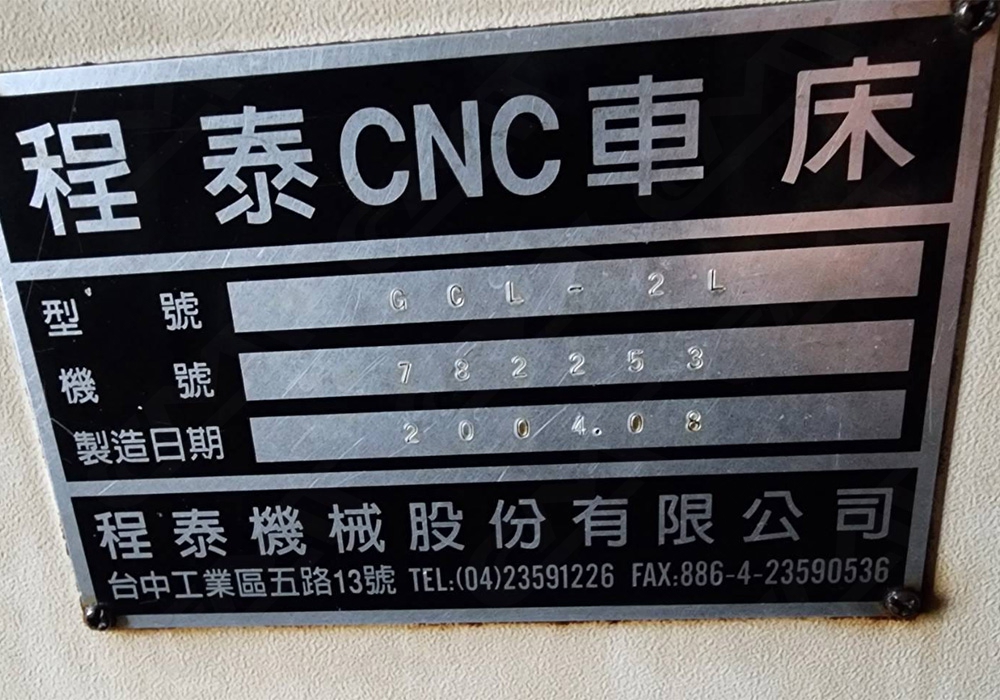 程泰CNC車床
型號 GCL-2L
機號 782253
製造日期 2004.08
程泰機械股份有限公司
台中工業區五路13號 TEL:(04)23591226 FAX:886-4-23590536